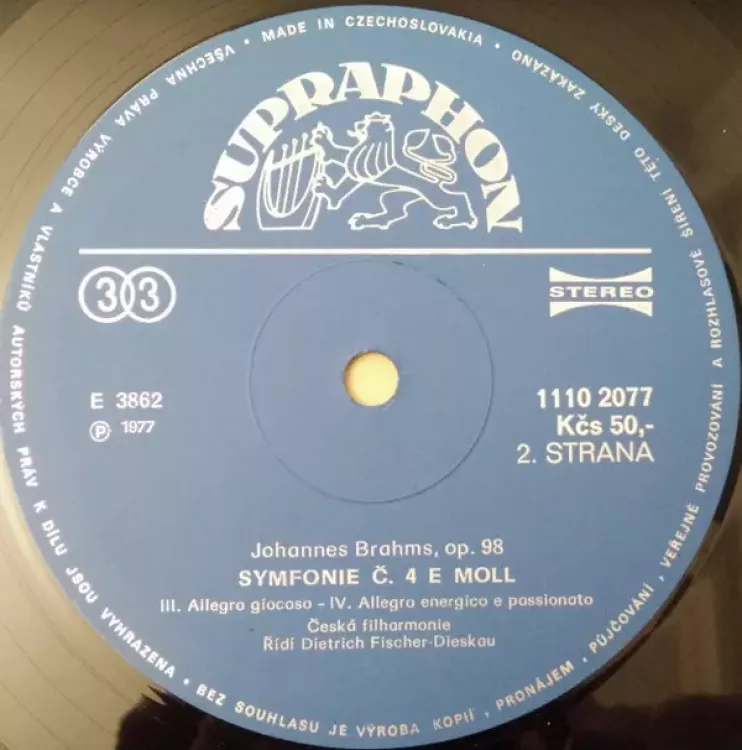 VŠECHNA PRÁVA VÝROBCE A VLASTNÍKŮ AUTORSKÝCH PRÁV K DÍLU JSOU VYHRAZENA • BEZ SOUHLASU JE VÝROBA KOPIÍ, PRONÁJEM, PŮJČOVÁNÍ, VEŘEJNÉ PROVOZOVÁNÍ A ROZHLASOVÉ ŠÍŘENÍ TÉTO DESKY ZAKÁZÁNO • MADE IN CZECHOSLOVAKIA •
SUPRAPHON
33
STEREO
E 3862
1110 2077
℗ 1977
Kčs 50,-
2. STRANA
Johannes Brahms, op. 98
SYMFONIE Č. 4 E MOLL
III. Allegro giocoso – IV. Allegro energico e passionato
Česká filharmonie
Řídí Dietrich Fischer-Dieskau